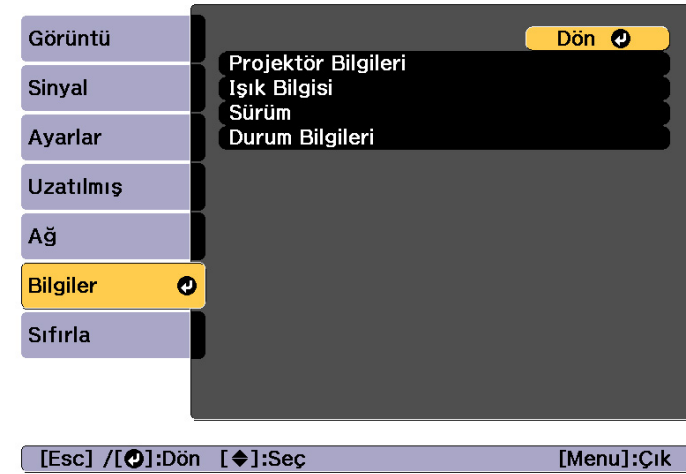 Görüntü
Sinyal
Ayarlar
Uzatılmış
Ağ
Bilgiler
Sıfırla
Dön
Projektör Bilgileri
Işık Bilgisi
Sürüm
Durum Bilgileri
[Esc] /[⏎]:Dön [◆]:Seç [Menu]:Çık